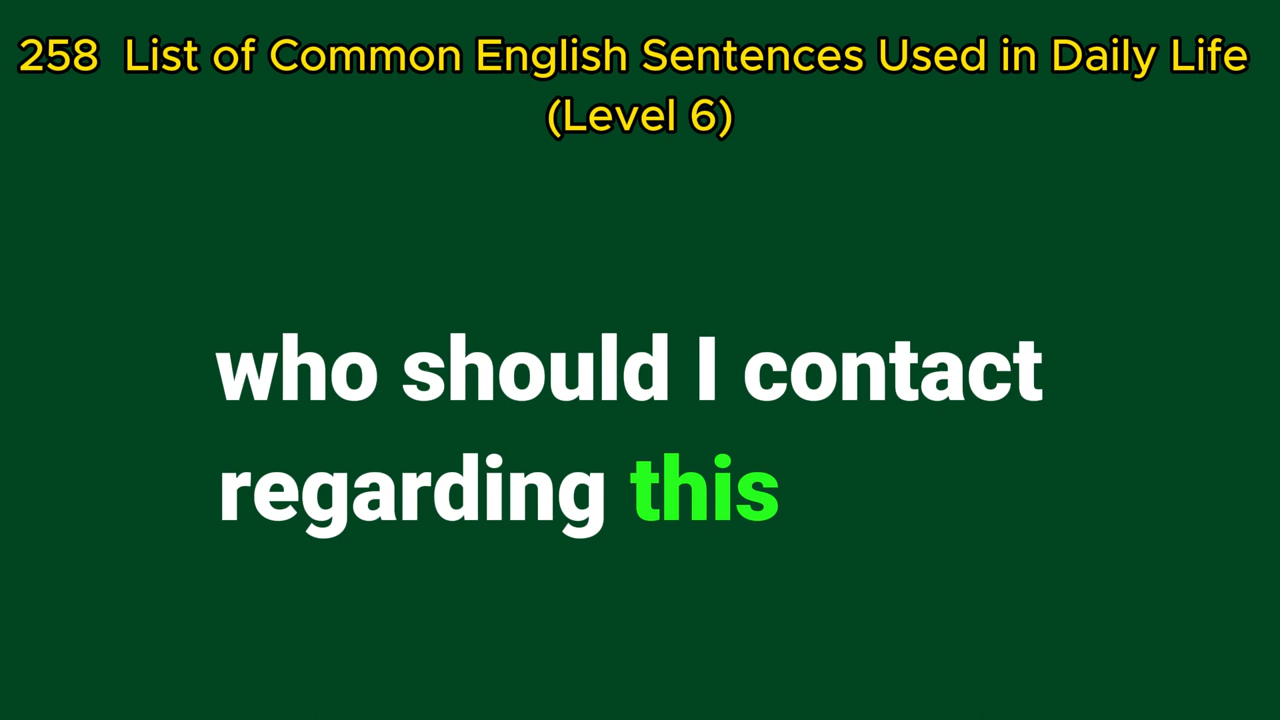 258 List of Common English Sentences Used in Daily Life
(Level 6)
who should I contact
regarding this